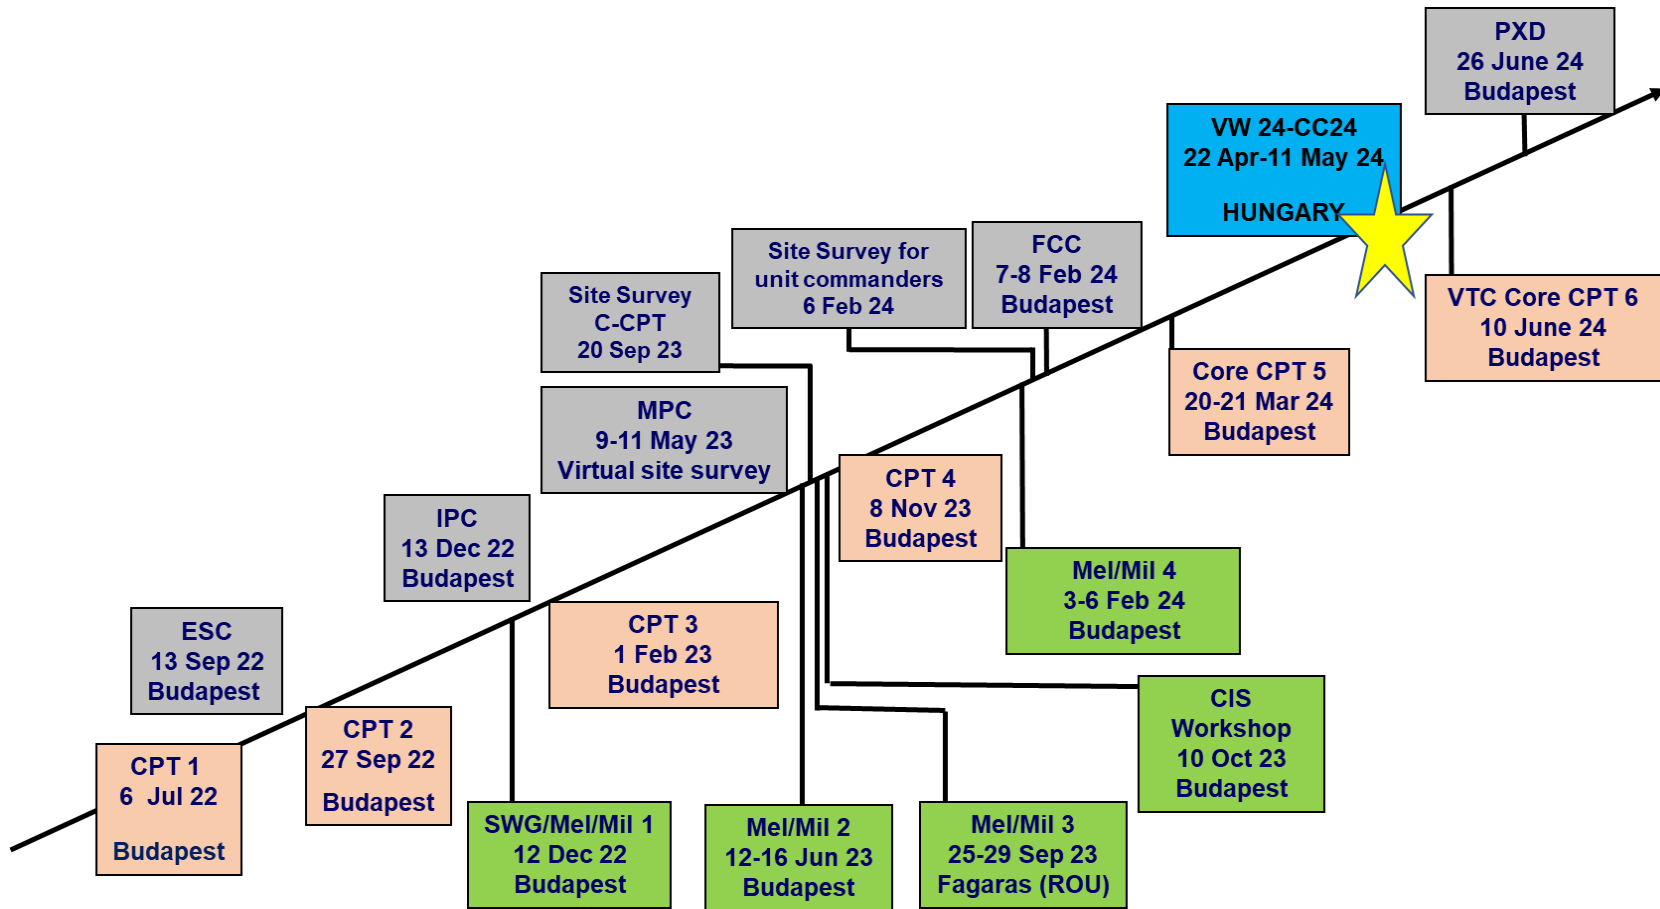 PXD
26 June 24
Budapest
VW 24-CC24
22 Apr-11 May 24
HUNGARY
Site Survey for
unit commanders
6 Feb 24
FCC
7-8 Feb 24
Budapest
Site Survey
C-CPT
20 Sep 23
VTC Core CPT 6
10 June 24
Budapest
Core CPT 5
20-21 Mar 24
Budapest
MPC
9-11 May 23
Virtual site survey
CPT 4
8 Nov 23
Budapest
IPC
13 Dec 22
Budapest
Mel/Mil 4
3-6 Feb 24
Budapest
ESC
13 Sep 22
Budapest
CPT 3
1 Feb 23
Budapest
CIS
Workshop
10 Oct 23
Budapest
CPT 2
27 Sep 22
Budapest
CPT 1
6 Jul 22
Budapest
SWG/Mel/Mil 1
12 Dec 22
Budapest
Mel/Mil 2
12-16 Jun 23
Budapest
Mel/Mil 3
25-29 Sep 23
Fagaras (ROU)